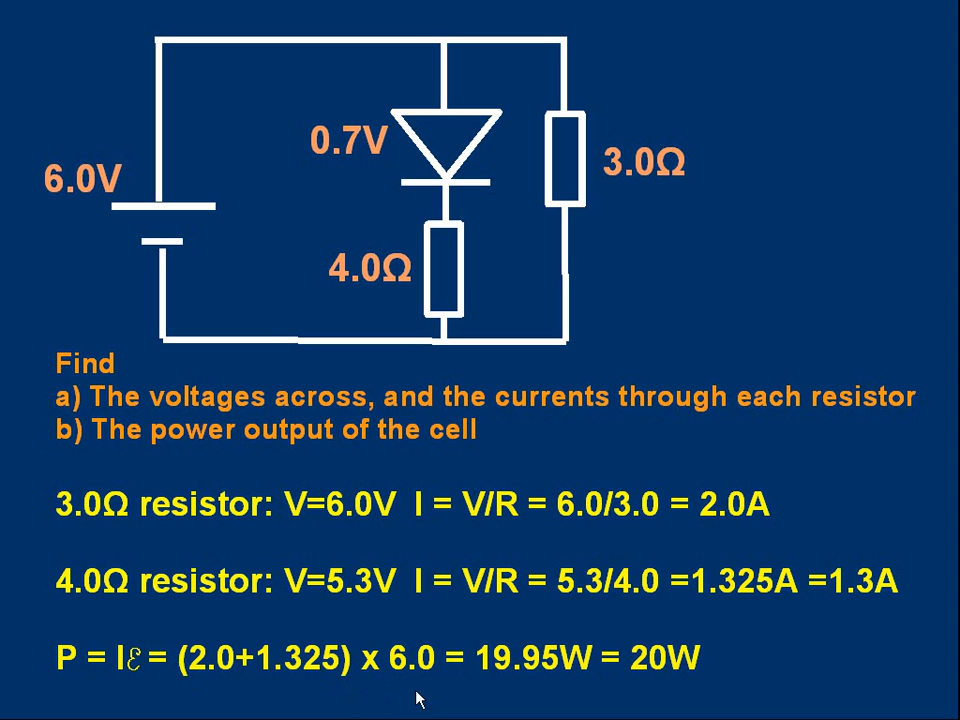 0.7V
6.0V
3.0Ω
4.0Ω
Find
a) The voltages across, and the currents through each resistor
b) The power output of the cell
3.0Ω resistor: V=6.0V I = V/R = 6.0/3.0 = 2.0A
4.0Ω resistor: V=5.3V I = V/R = 5.3/4.0 =1.325A =1.3A
P = Iℰ = (2.0+1.325) x 6.0 = 19.95W = 20W